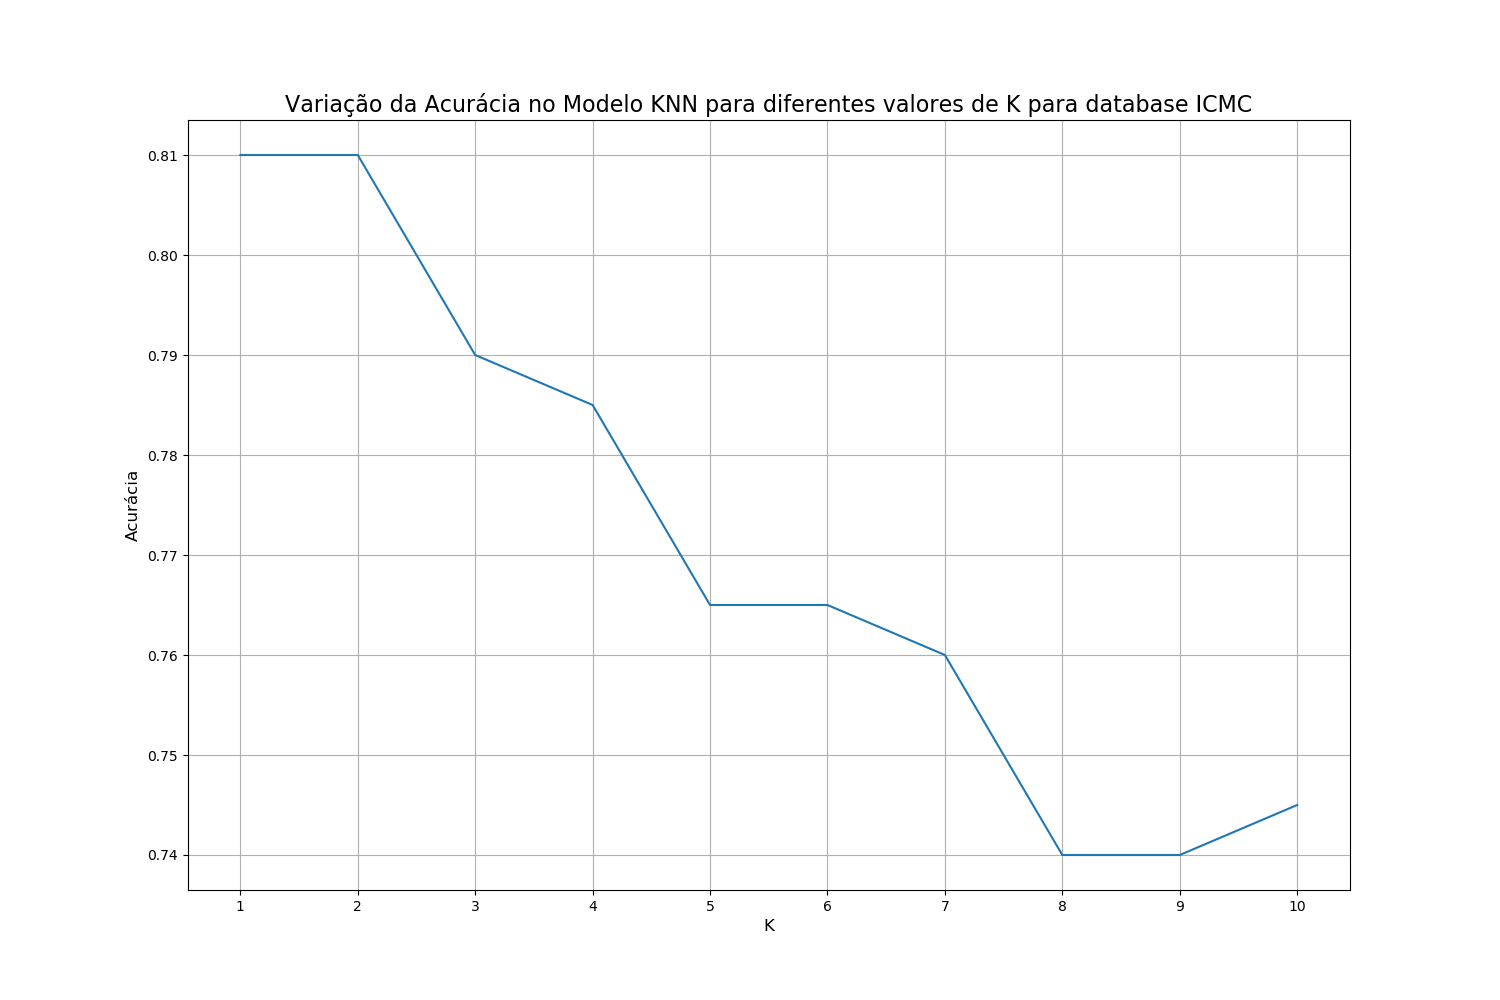 Variação da Acurácia no Modelo KNN para diferentes valores de K para database ICMC
0.81
0.80
0.79
0.78
0.77
0.76
0.75
0.74
Acurácia
1 2 3 4 5 6 7 8 9 10
K